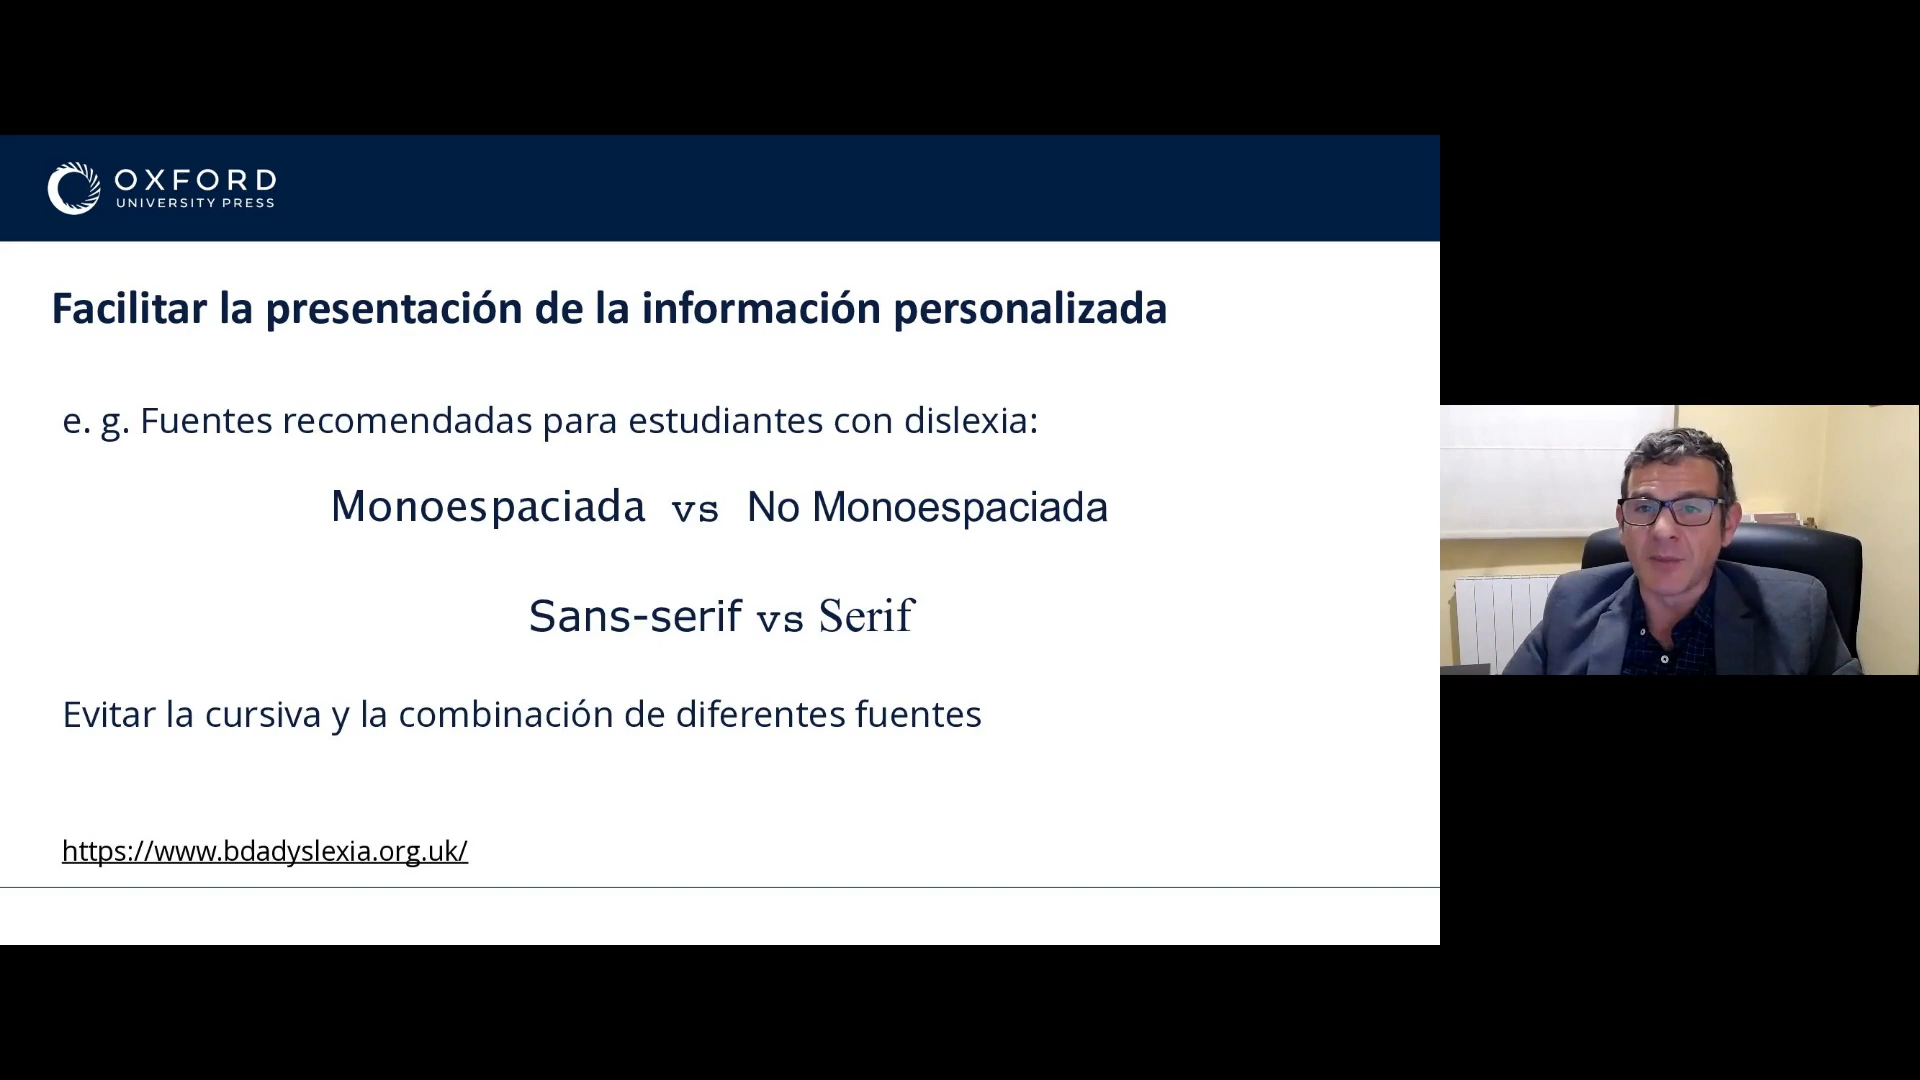 OXFORD
UNIVERSITY PRESS
Facilitar la presentación de la información personalizada
e. g. Fuentes recomendadas para estudiantes con dislexia:
Monoespaciada vs No Monoespaciada
Sans-serif vs Serif
Evitar la cursiva y la combinación de diferentes fuentes
https://www.bdadyslexia.org.uk/